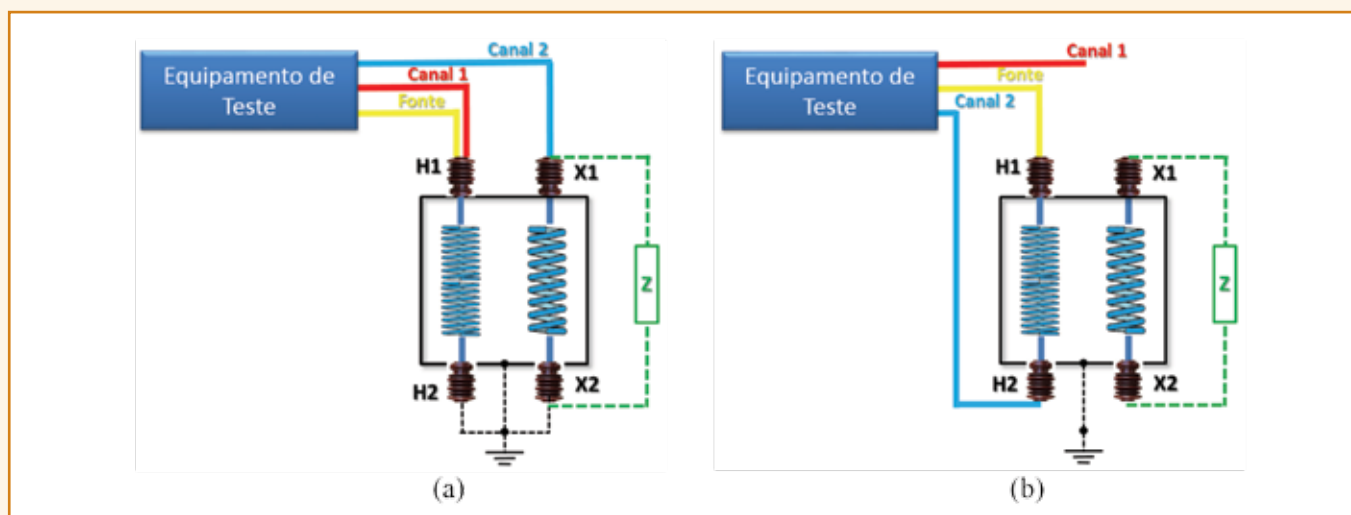 Canal 2
Equipamento de
Teste
Canal 1
Fonte
H1
X1
Z
H2
X2
(a)
Canal 1
Equipamento de
Teste
Fonte
Canal 2
H1
X1
Z
H2
X2
(b)